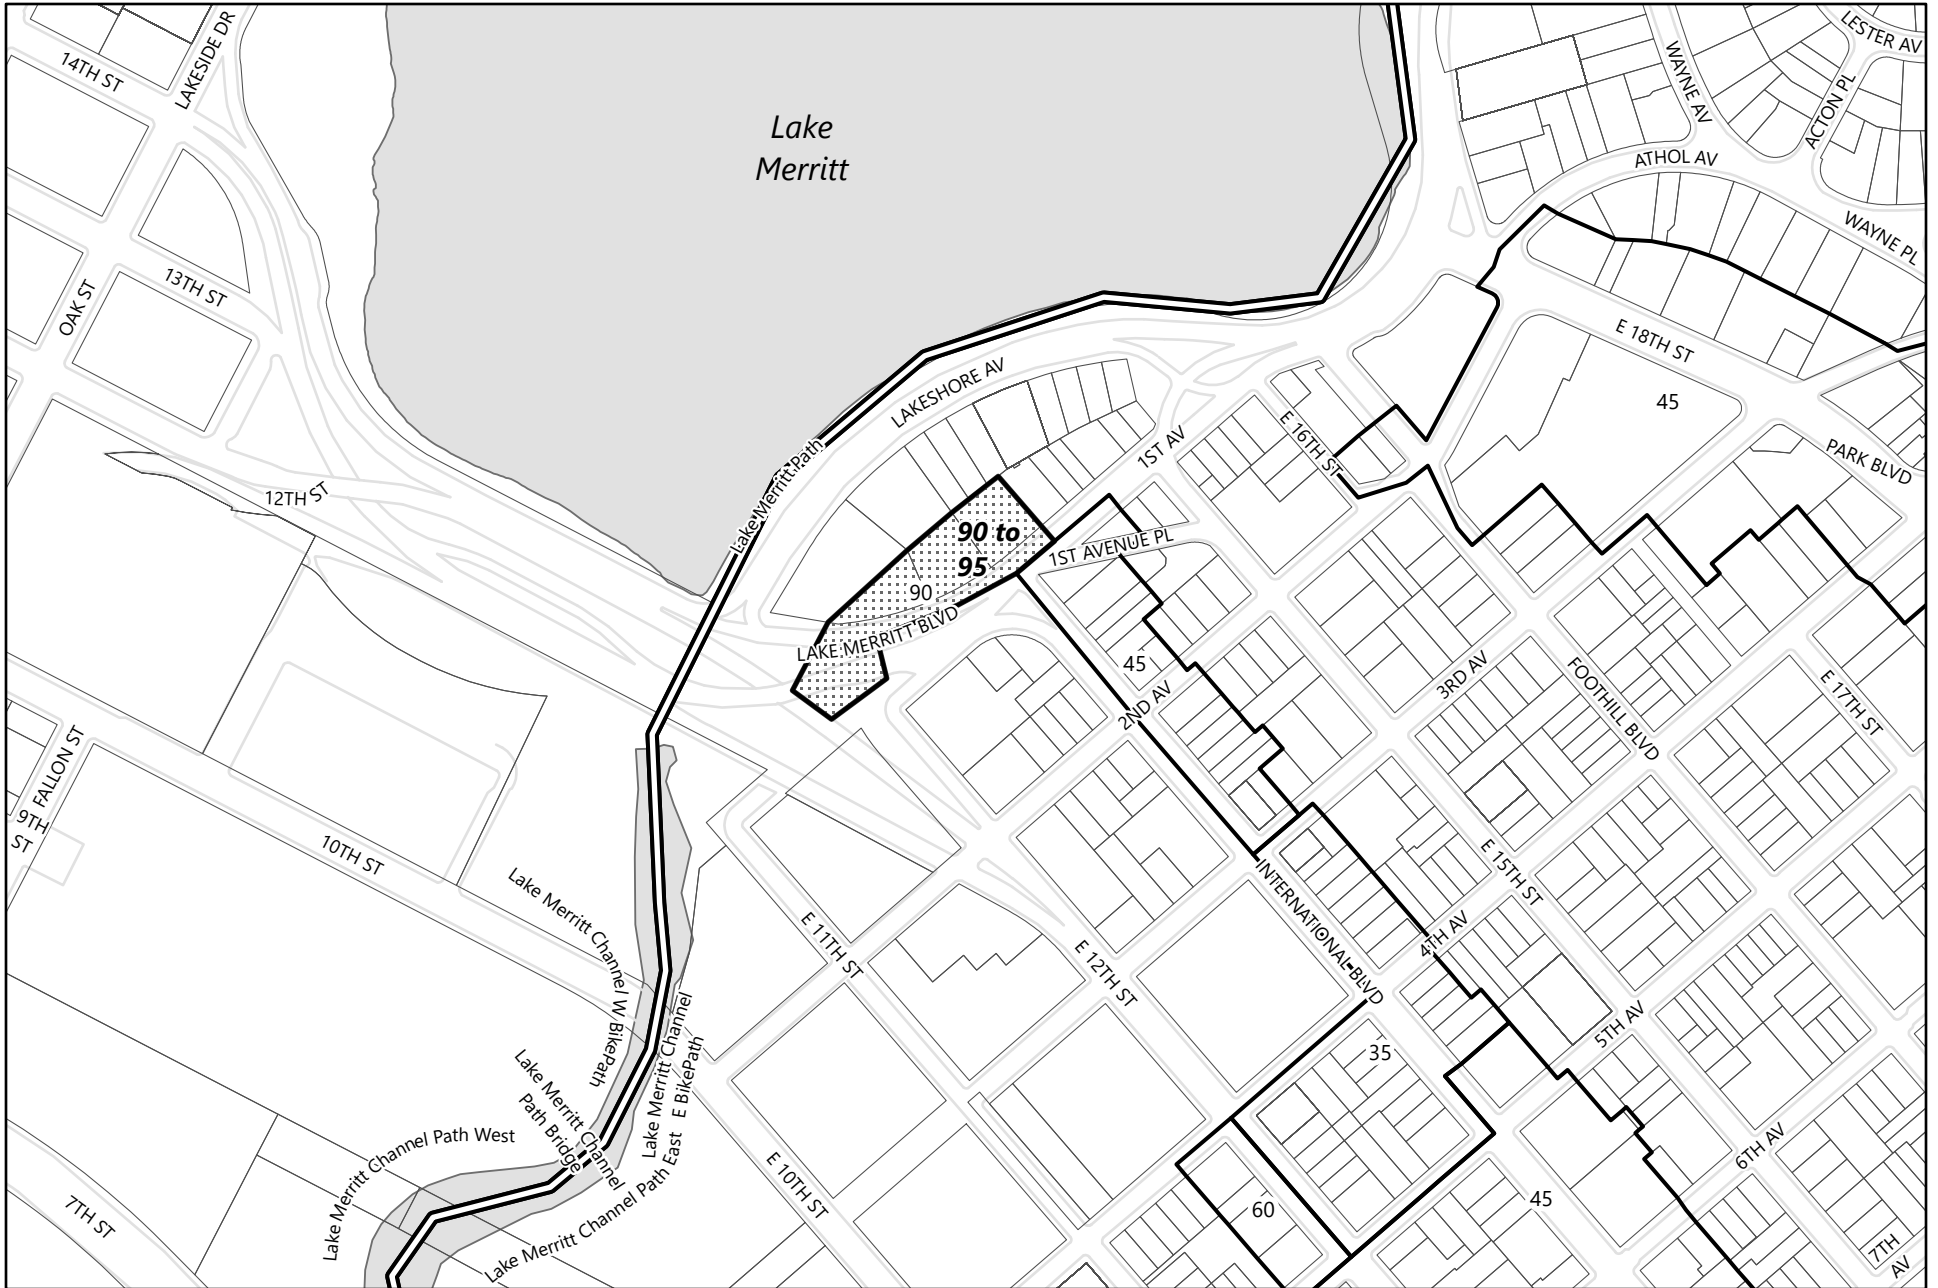 LESTER AV
LAKESIDE DR
14TH ST
WAYNE AV
ACTON PL
Lake
Merritt
ATHOL AV
WAYNE PL
13TH ST
OAK ST
E 18TH ST
LAKESHORE AV
45
1ST AV
E 16TH ST
PARK BLVD
Lake Merritt Path
12TH ST
90 to
95
1ST AVENUE PL
90
LAKE MERRITT BLVD
45
3RD AV
FOOTHILL BLVD
E 17TH ST
2ND AV
FALLON ST
9TH
ST
10TH ST
E 15TH ST
INTERNATIONAL BLVD
Lake Merritt Channel W BikePath
E 11TH ST
4TH AV
E 12TH ST
5TH AV
Lake Merritt Channel
E BikePath
35
Lake Merritt Channel
Path Bridge
Lake Merritt Channel Path West
6TH AV
E 10TH ST
45
60
7TH ST
Lake Merritt Channel Path East
7TH
AV